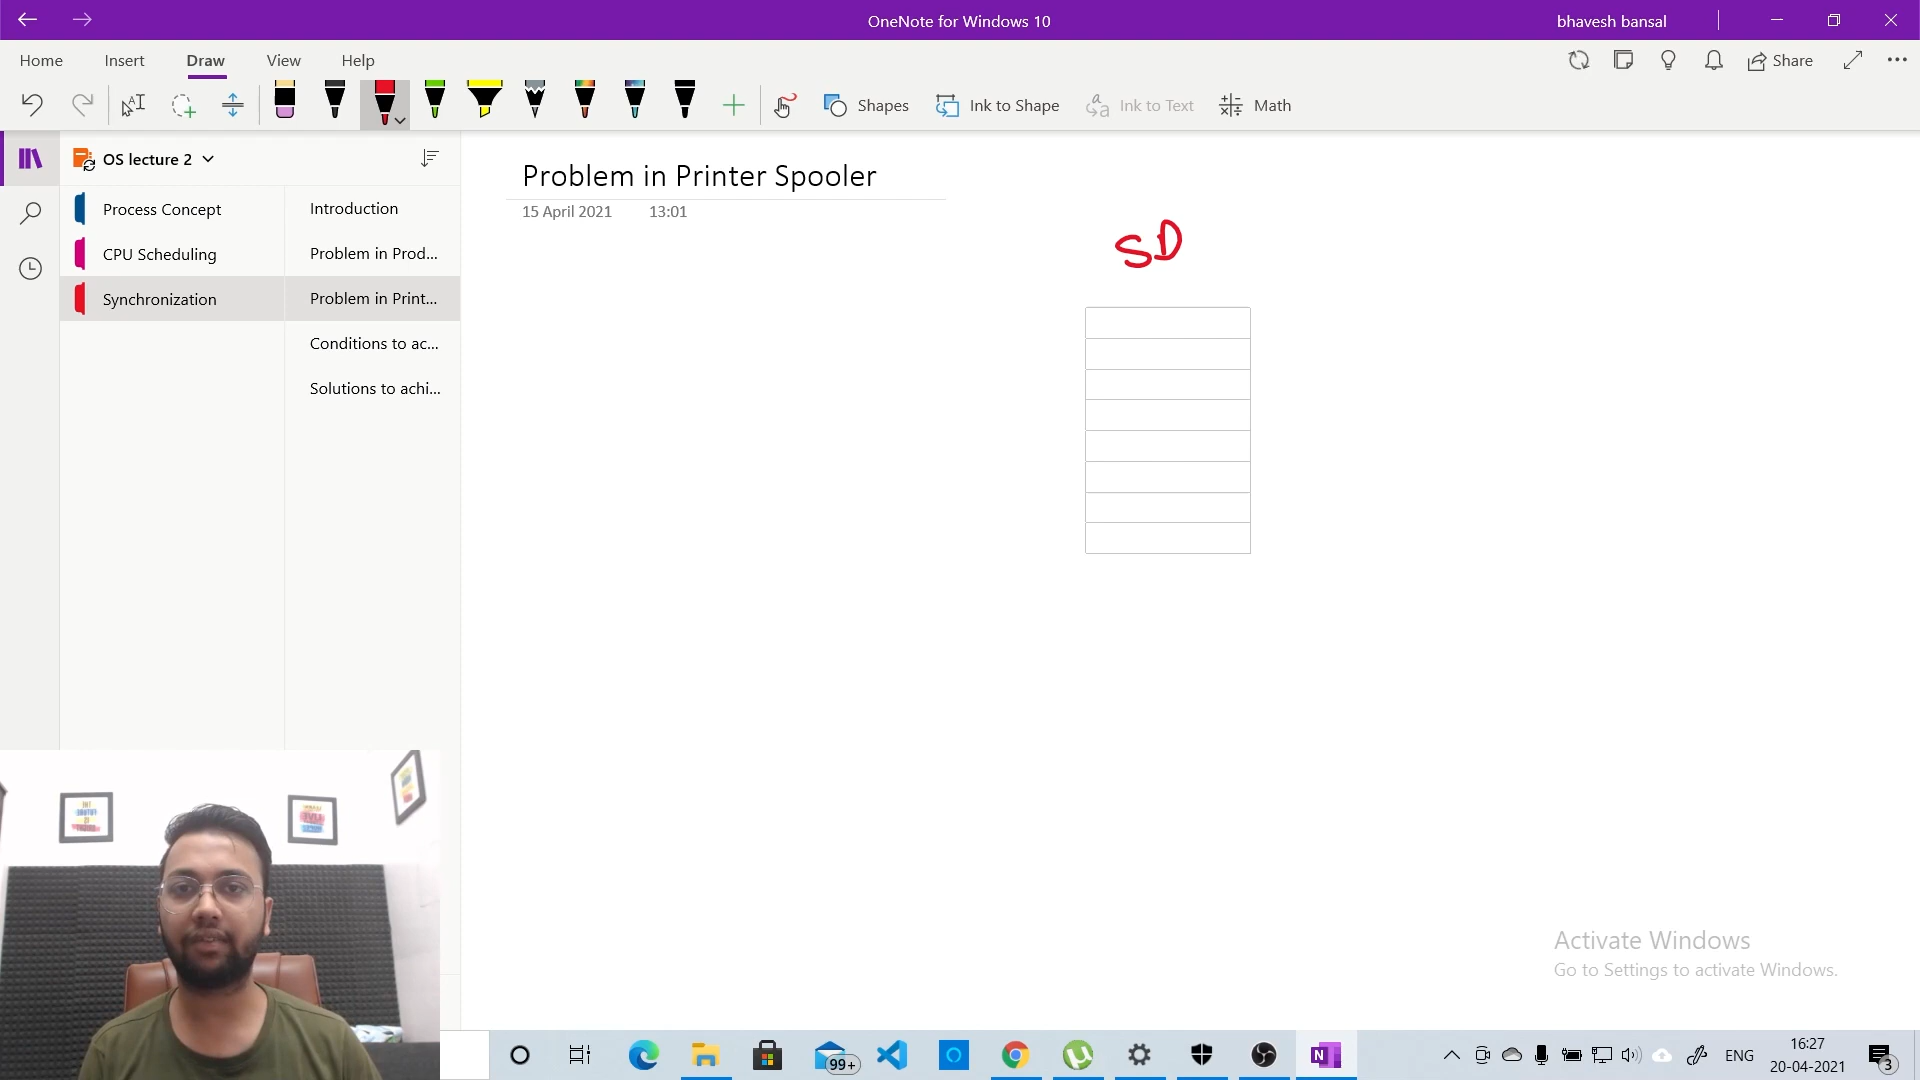 OneNote for Windows 10
bhavesh bansal
Home Insert Draw View Help
Share
Shapes Ink to Shape Ink to Text Math
OS lecture 2
Process Concept
CPU Scheduling
Synchronization
Introduction
Problem in Prod...
Problem in Print...
Conditions to ac...
Solutions to achi...
Problem in Printer Spooler
15 April 2021 13:01
SD
Activate Windows
Go to Settings to activate Windows.
99+
ENG
16:27
20-04-2021
3